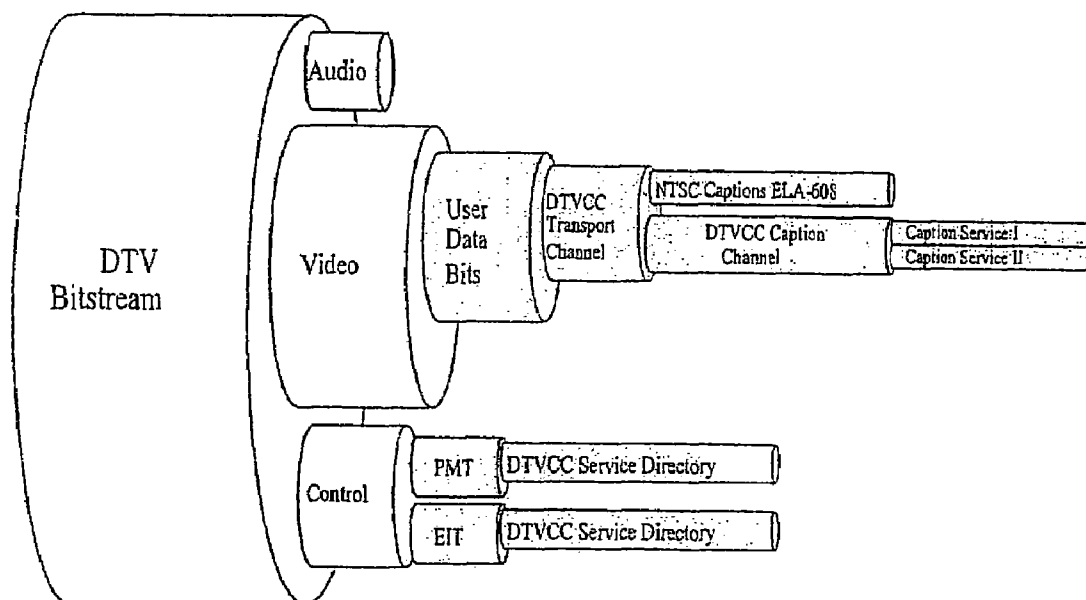 Audio
DTV
Bitstream
Video
User
Data
Bits
DTVCC
Transport
Channel
NTSC Captions ELA-608
DTVCC Caption
Channel
Caption Service I
Caption Service II
Control
PMT
DTVCC Service Directory
EIT
DTVCC Service Directory